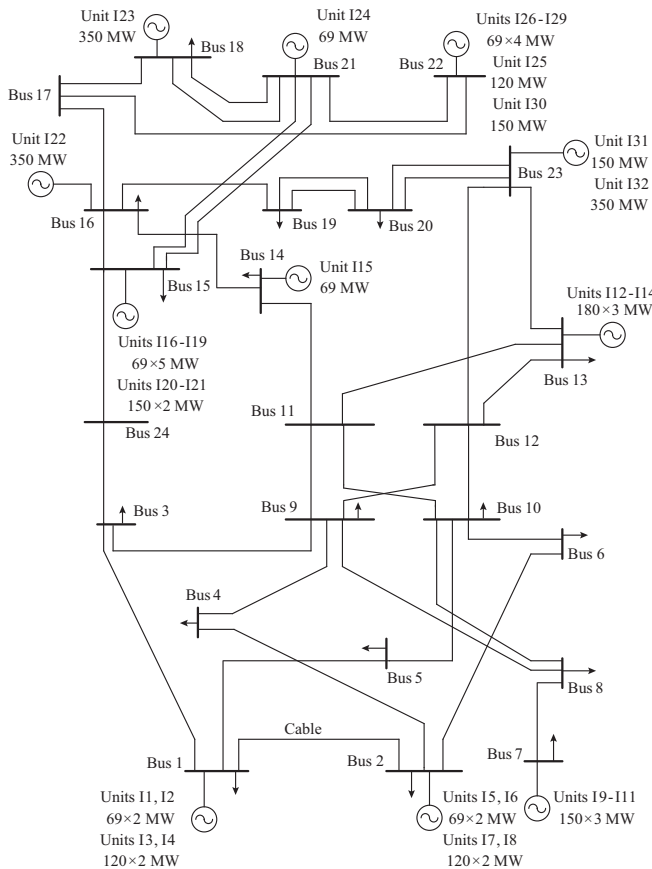 Unit I23
350 MW
Bus 18
Unit I24
69 MW
Bus 21
Units I26-I29
69×4 MW
Bus 22
Unit I25
120 MW
Unit I30
150 MW
Bus 17
Unit I22
350 MW
Bus 16
Bus 19
Bus 20
Bus 23
Unit I31
150 MW
Unit I32
350 MW
Bus 15
Bus 14
Unit I15
69 MW
Units I12-I14
180×3 MW
Bus 13
Units I16-I19
69×5 MW
Units I20-I21
150×2 MW
Bus 24
Bus 11
Bus 12
Bus 3
Bus 9
Bus 10
Bus 6
Bus 4
Bus 5
Bus 8
Cable
Bus 1
Bus 2
Bus 7
Units I1, I2
69×2 MW
Units I3, I4
120×2 MW
Units I5, I6
69×2 MW
Units I7, I8
120×2 MW
Units I9-I11
150×3 MW